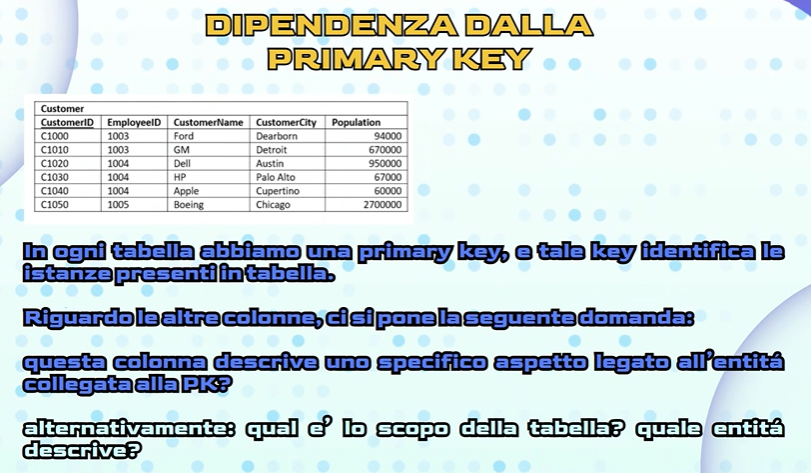 DIPENDENZA DALLA
PRIMARY KEY
Customer
CustomerID EmployeeID CustomerName CustomerCity Population
C1000 1003 Ford Dearborn 94000
C1010 1003 GM Detroit 670000
C1020 1004 Dell Austin 950000
C1030 1004 HP Palo Alto 67000
C1040 1004 Apple Cupertino 60000
C1050 1005 Boeing Chicago 2700000
In ogni tabella abbiamo una primary key, e tale key identifica le
istanze presenti in tabella.
Riguardo le altre colonne, ci si pone la seguente domanda:
questa colonna descrive uno specifico aspetto legato all'entitá
collegata alla PK?
alternativamente: qual e' lo scopo della tabella? quale entitá
descrive?